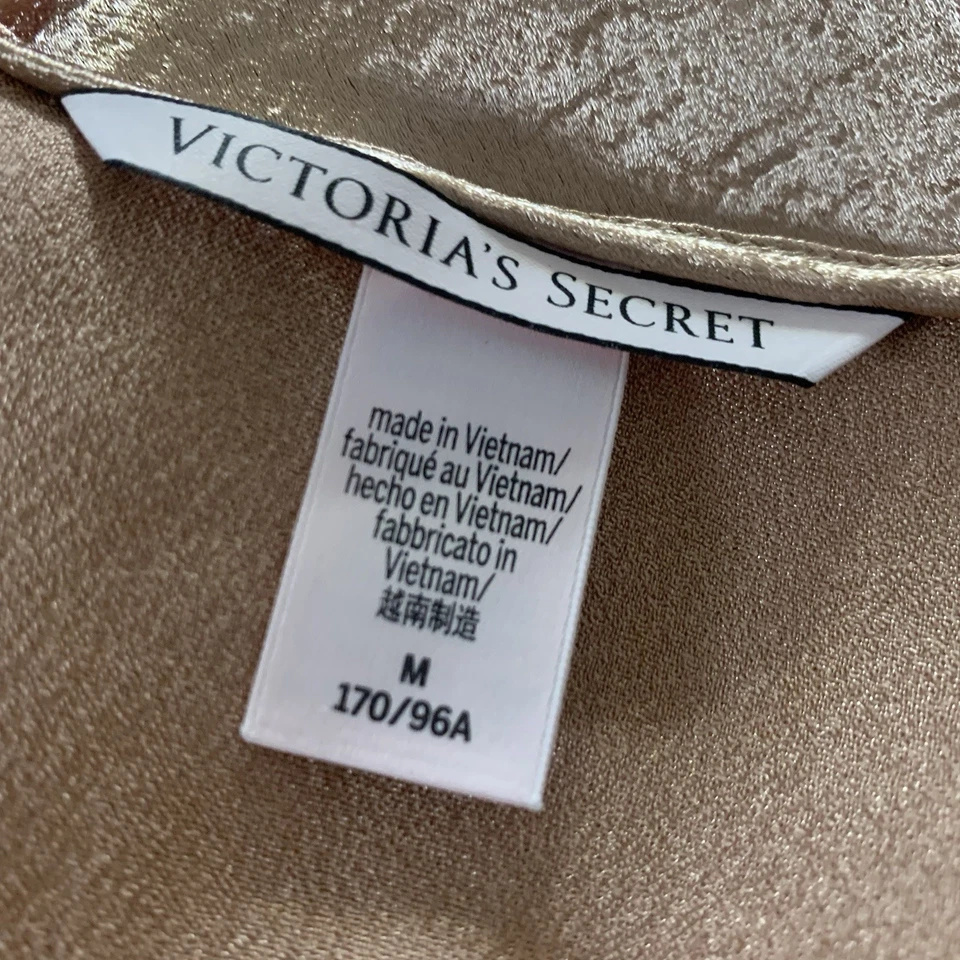 VICTORIA'S SECRET
made in Vietnam/
fabriqué au Vietnam/
hecho en Vietnam/
fabbricato in
Vietnam/
越南制造
M
170/96A